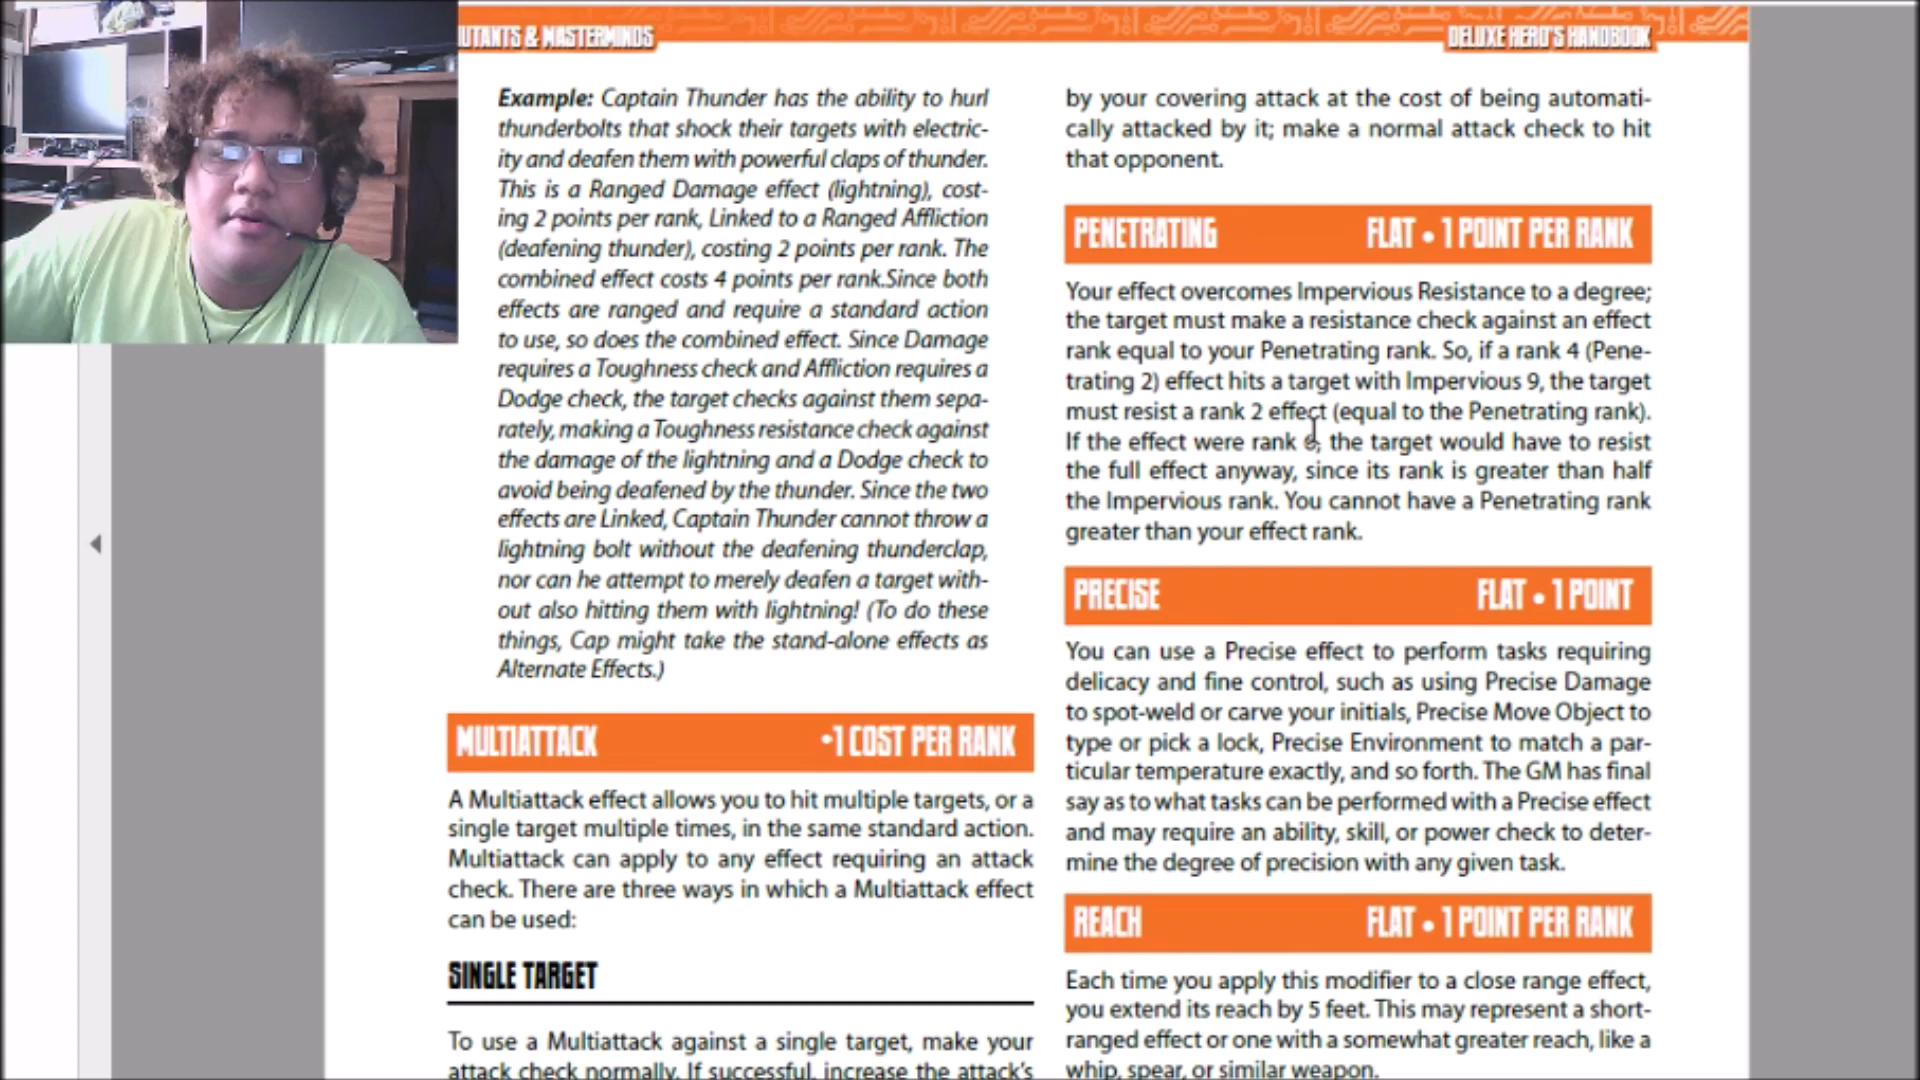 UTANTS & MASTERMINDS
DELUXE HERO'S HANDBOOK
Example: Captain Thunder has the ability to hurl
thunderbolts that shock their targets with electric-
ity and deafen them with powerful claps of thunder.
This is a Ranged Damage effect (lightning), cost-
ing 2 points per rank, Linked to a Ranged Affliction
(deafening thunder), costing 2 points per rank. The
combined effect costs 4 points per rank.Since both
effects are ranged and require a standard action
to use, so does the combined effect. Since Damage
requires a Toughness check and Affliction requires a
Dodge check, the target checks against them sepa-
rately, making a Toughness resistance check against
the damage of the lightning and a Dodge check to
avoid being deafened by the thunder. Since the two
effects are Linked, Captain Thunder cannot throw a
lightning bolt without the deafening thunderclap,
nor can he attempt to merely deafen a target with-
out also hitting them with lightning! (To do these
things, Cap might take the stand-alone effects as
Alternate Effects.)
MULTIATTACK •1 COST PER RANK
A Multiattack effect allows you to hit multiple targets, or a
single target multiple times, in the same standard action.
Multiattack can apply to any effect requiring an attack
check. There are three ways in which a Multiattack effect
can be used:
SINGLE TARGET
To use a Multiattack against a single target, make your
attack check normally. If successful, increase the attack's
by your covering attack at the cost of being automati-
cally attacked by it; make a normal attack check to hit
that opponent.
PENETRATING FLAT • 1 POINT PER RANK
Your effect overcomes Impervious Resistance to a degree;
the target must make a resistance check against an effect
rank equal to your Penetrating rank. So, if a rank 4 (Pene-
trating 2) effect hits a target with Impervious 9, the target
must resist a rank 2 effect (equal to the Penetrating rank).
If the effect were rank the target would have to resist
the full effect anyway, since its rank is greater than half
the Impervious rank. You cannot have a Penetrating rank
greater than your effect rank.
PRECISE FLAT • 1 POINT
You can use a Precise effect to perform tasks requiring
delicacy and fine control, such as using Precise Damage
to spot-weld or carve your initials, Precise Move Object to
type or pick a lock, Precise Environment to match a par-
ticular temperature exactly, and so forth. The GM has final
say as to what tasks can be performed with a Precise effect
and may require an ability, skill, or power check to deter-
mine the degree of precision with any given task.
REACH FLAT • 1 POINT PER RANK
Each time you apply this modifier to a close range effect,
you extend its reach by 5 feet. This may represent a short-
ranged effect or one with a somewhat greater reach, like a
whip, spear, or similar weapon.